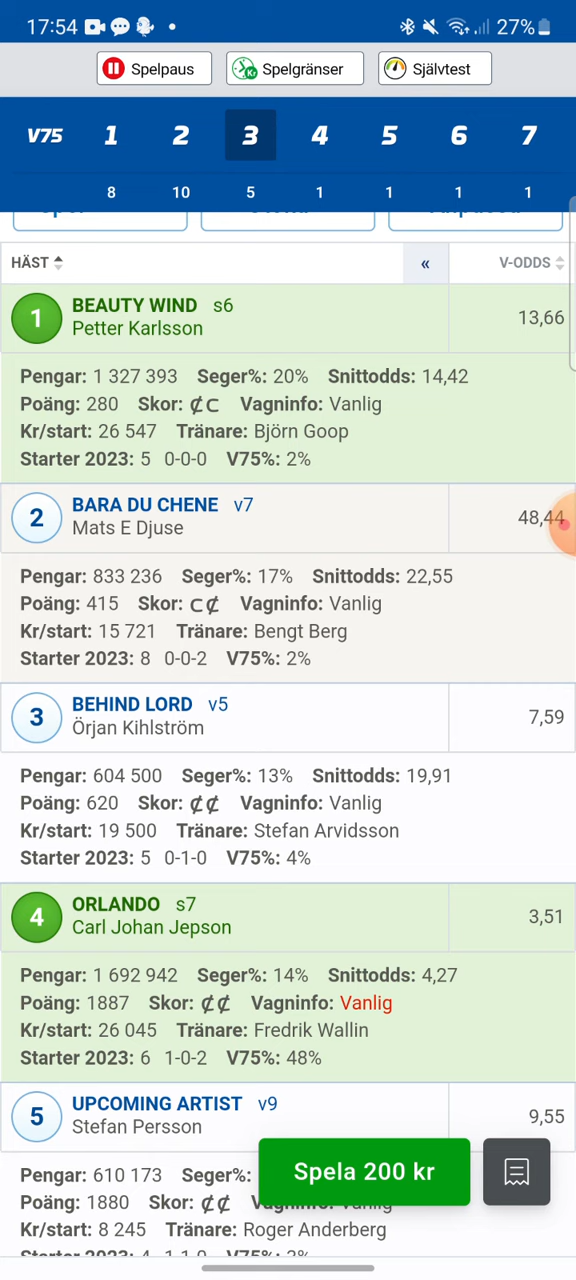 17:54 27%
Spelpaus Spelgränser Självtest
V75 1 2 3 4 5 6 7
8 10 5 1 1 1 1
HÄST « V-ODDS
1 BEAUTY WIND s6 13,66
Petter Karlsson
Pengar: 1 327 393 Seger%: 20% Snittodds: 14,42
Poäng: 280 Skor: ₵ C Vagninfo: Vanlig
Kr/start: 26 547 Tränare: Björn Goop
Starter 2023: 5 0-0-0 V75%: 2%
2 BARA DU CHENE v7 48,44
Mats E Djuse
Pengar: 833 236 Seger%: 17% Snittodds: 22,55
Poäng: 415 Skor: C ₵ Vagninfo: Vanlig
Kr/start: 15 721 Tränare: Bengt Berg
Starter 2023: 8 0-0-2 V75%: 2%
3 BEHIND LORD v5 7,59
Örjan Kihlström
Pengar: 604 500 Seger%: 13% Snittodds: 19,91
Poäng: 620 Skor: ₵ ₵ Vagninfo: Vanlig
Kr/start: 19 500 Tränare: Stefan Arvidsson
Starter 2023: 5 0-1-0 V75%: 4%
4 ORLANDO s7 3,51
Carl Johan Jepson
Pengar: 1 692 942 Seger%: 14% Snittodds: 4,27
Poäng: 1887 Skor: ₵ ₵ Vagninfo: Vanlig
Kr/start: 26 045 Tränare: Fredrik Wallin
Starter 2023: 6 1-0-2 V75%: 48%
5 UPCOMING ARTIST v9 9,55
Stefan Persson
Spela 200 kr
Pengar: 610 173 Seger%:
Poäng: 1880 Skor: ₵ ₵ Vagninfo: Vanlig
Kr/start: 8 245 Tränare: Roger Anderberg